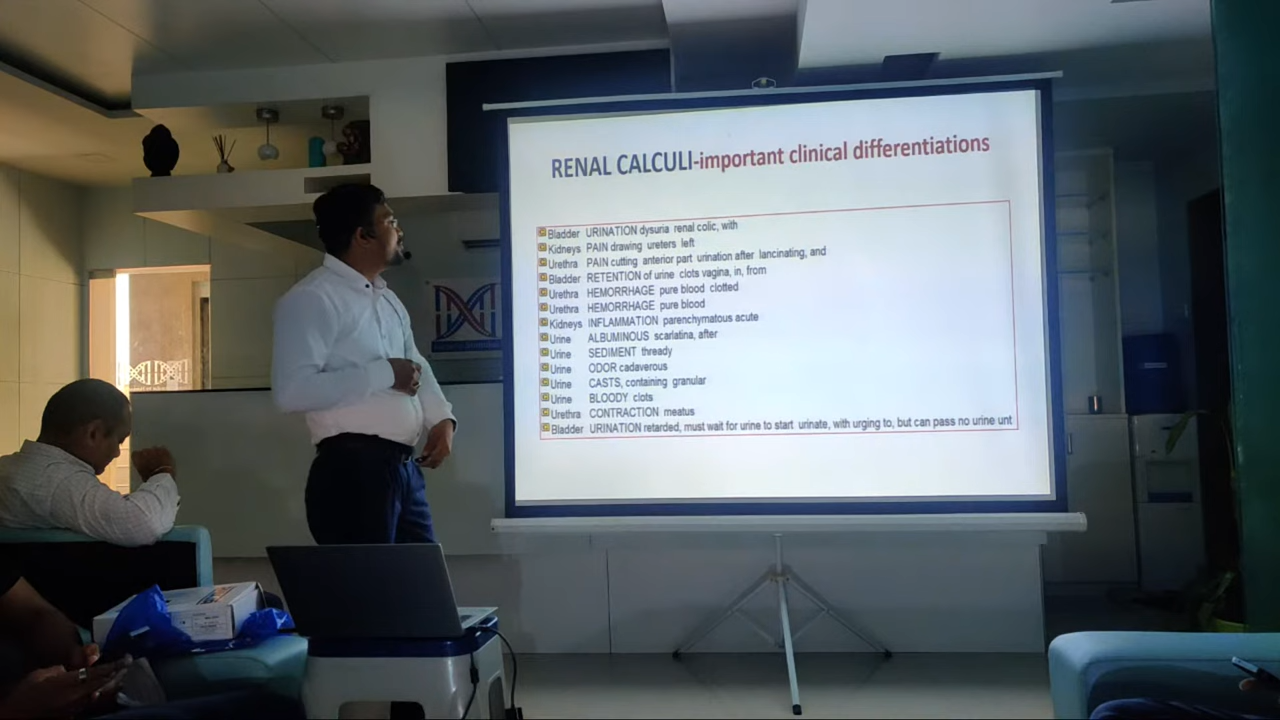 RENAL CALCULI-important clinical differentiations
Bladder URINATION dysuria renal colic, with
Kidneys PAIN drawing ureters left
Urethra PAIN cutting anterior part urination after lancinating, and
Bladder RETENTION of urine clots vagina, in, from
Urethra HEMORRHAGE pure blood clotted
Urethra HEMORRHAGE pure blood
Kidneys INFLAMMATION parenchymatous acute
Urine ALBUMINOUS scarlatina, after
Urine SEDIMENT thready
Urine ODOR cadaverous
Urine CASTS, containing granular
Urine BLOODY clots
Urethra CONTRACTION meatus
Bladder URINATION retarded, must wait for urine to start urinate, with urging to, but can pass no urine unt